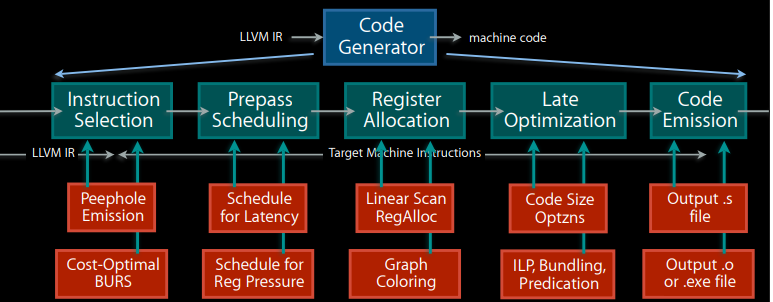 Code
Generator
LLVM IR
machine code
Instruction
Selection
Prepass
Scheduling
Register
Allocation
Late
Optimization
Code
Emission
LLVM IR
Target Machine Instructions
Peephole
Emission
Schedule
for Latency
Linear Scan
RegAlloc
Code Size
Optzns
Output .s
file
Cost-Optimal
BURS
Schedule for
Reg Pressure
Graph
Coloring
ILP, Bundling,
Predication
Output .o
or .exe file